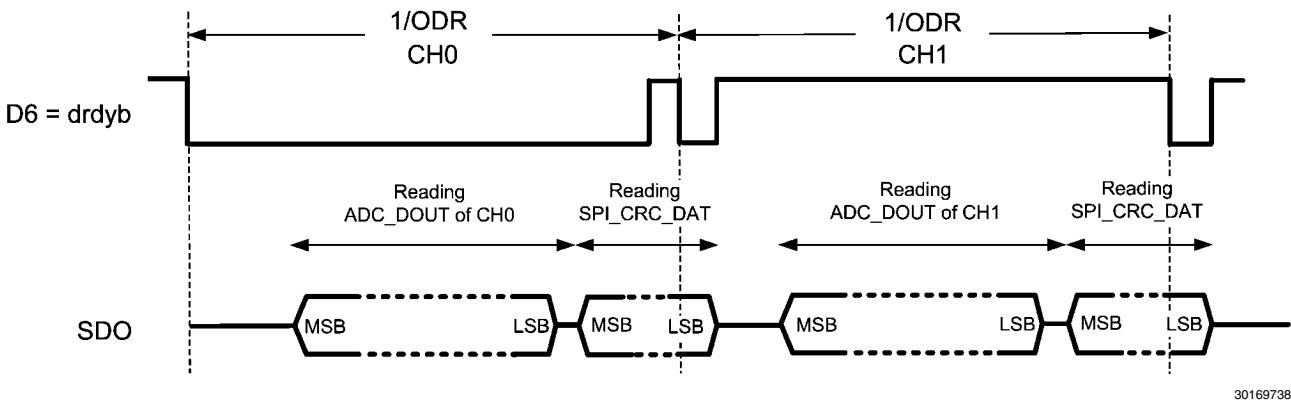 1/ODR
CH0
1/ODR
CH1
D6 = drdyb
Reading
ADC_DOUT of CH0
Reading
SPI_CRC_DAT
Reading
ADC_DOUT of CH1
Reading
SPI_CRC_DAT
SDO
MSB
LSB
MSB
LSB
MSB
LSB
MSB
LSB
30169738